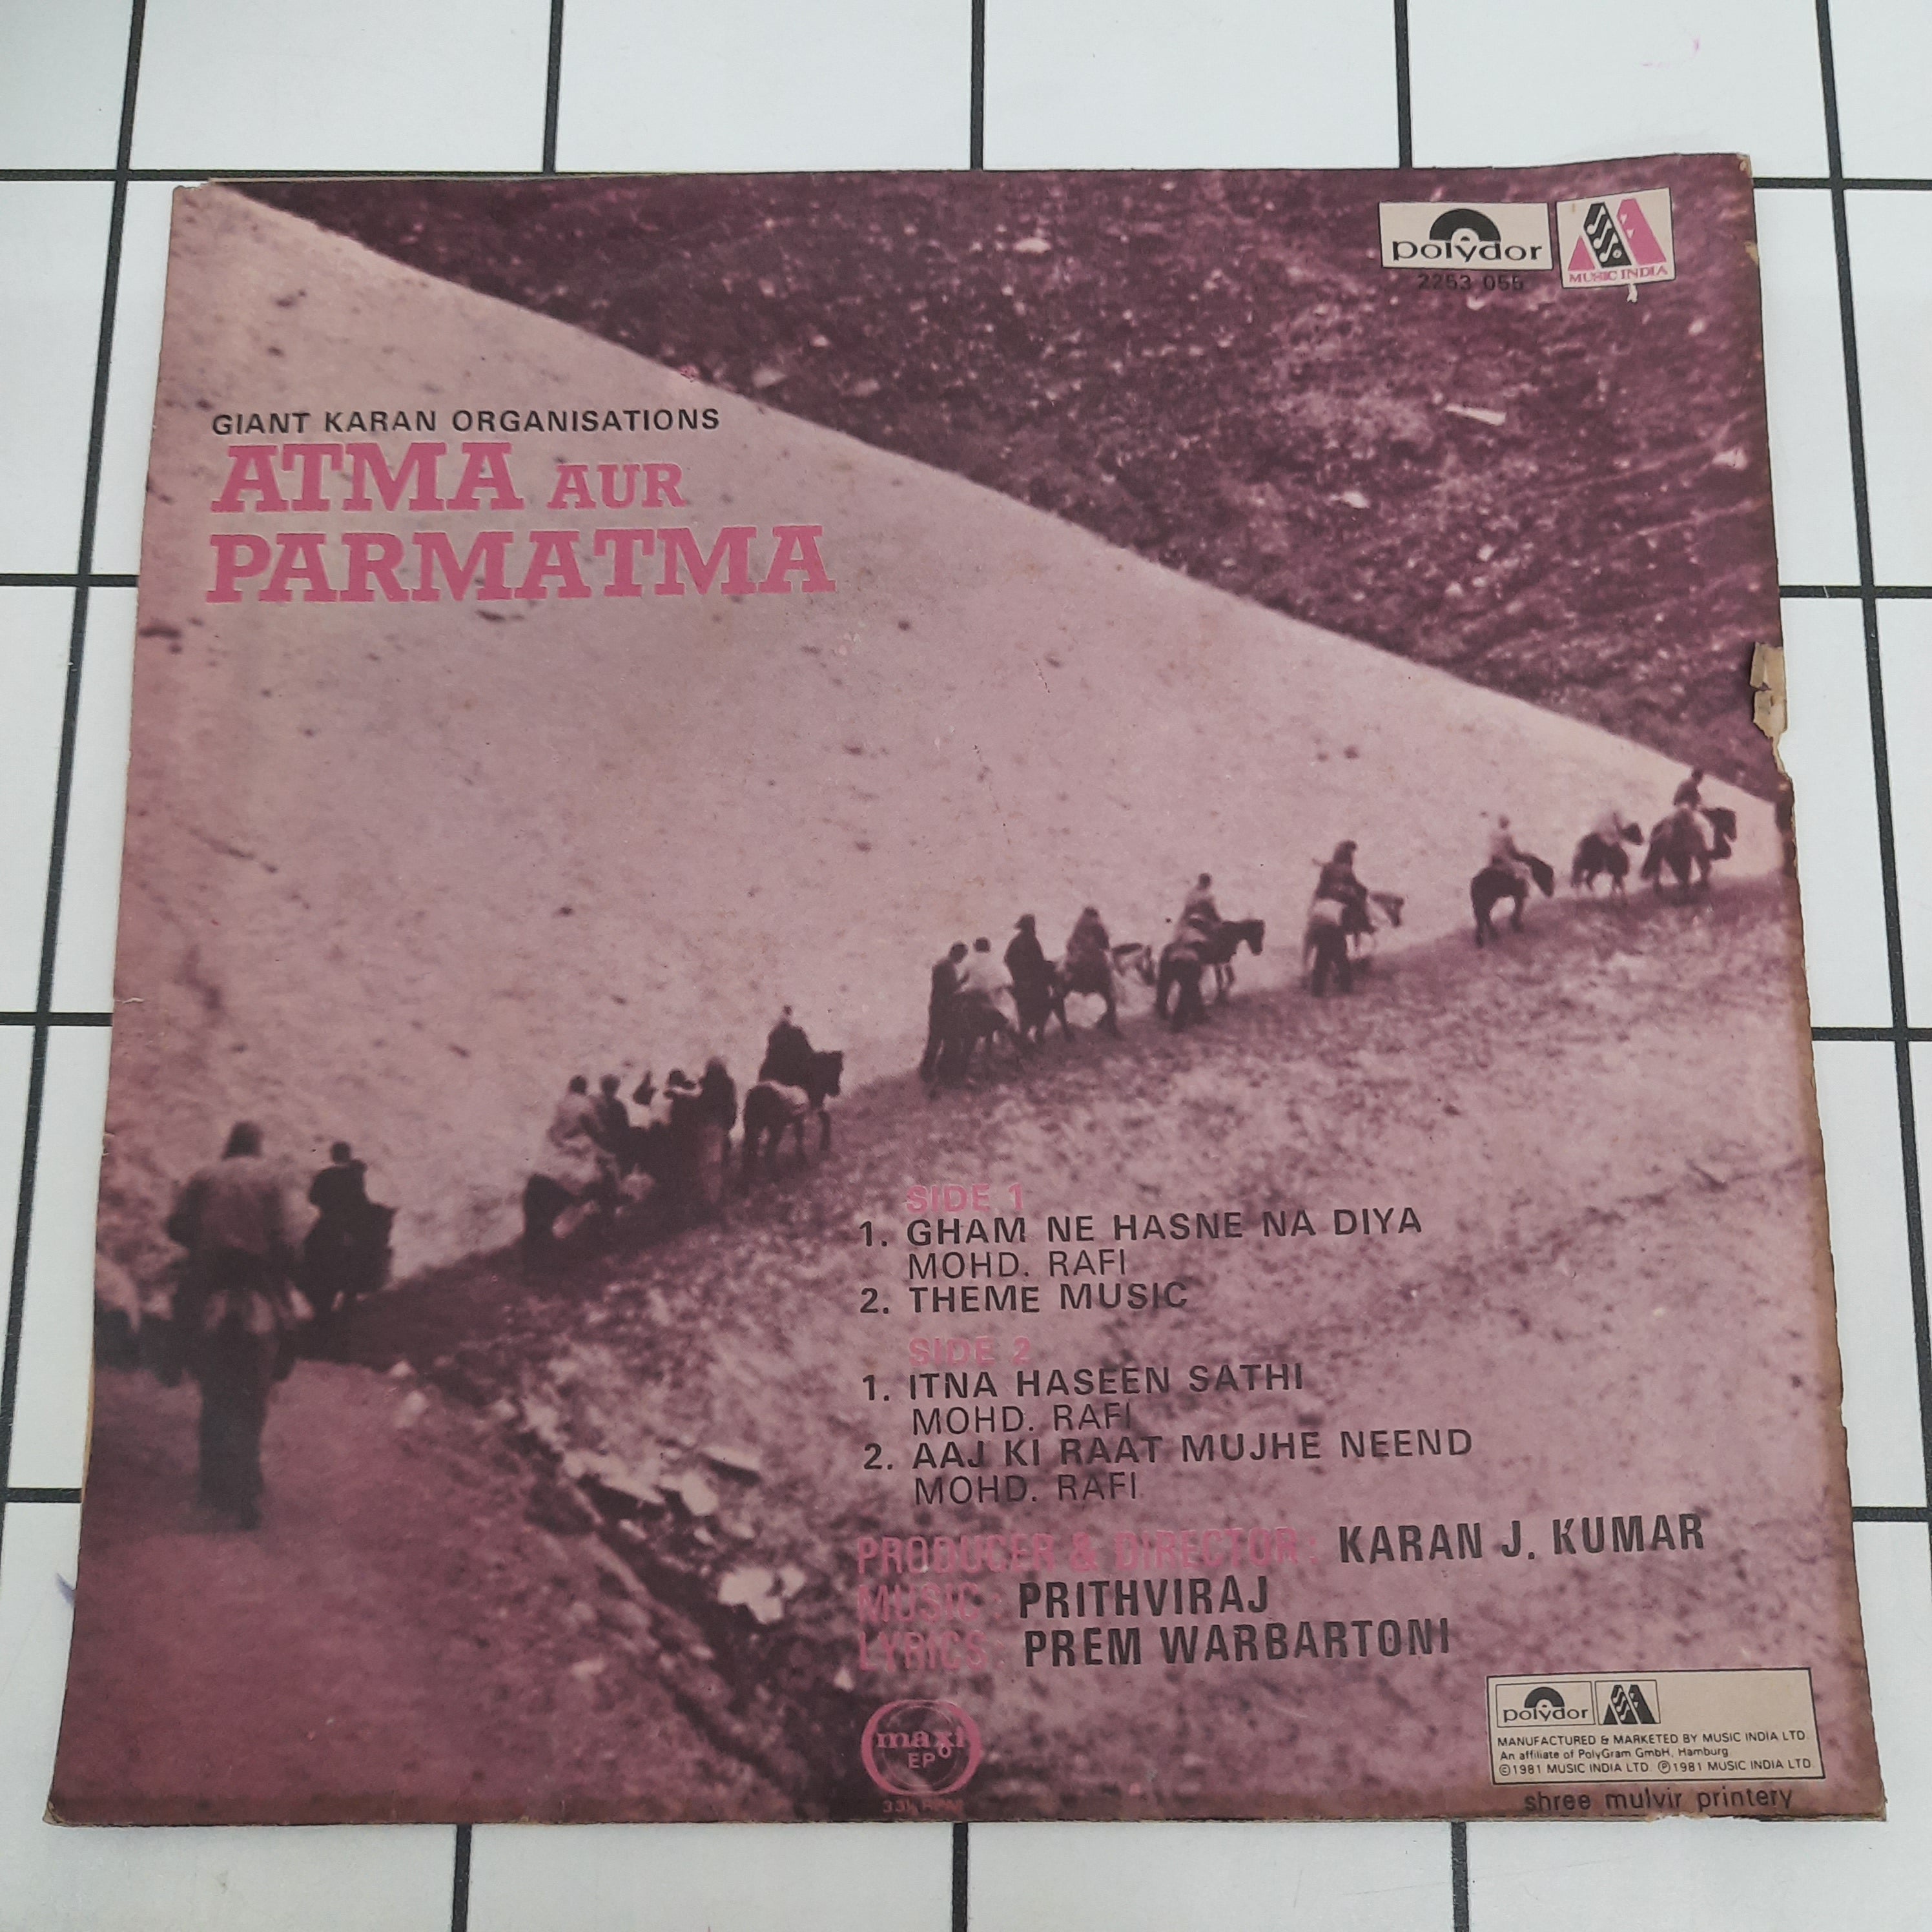 polydor
2253 055
MUSIC INDIA
GIANT KARAN ORGANISATIONS
ATMA AUR
PARMATMA
SIDE 1
1. GHAM NE HASNE NA DIYA
MOHD. RAFI
2. THEME MUSIC
SIDE 2
1. ITNA HASEEN SATHI
MOHD. RAFI
2. AAJ KI RAAT MUJHE NEEND
MOHD. RAFI
PRODUCER & DIRECTOR: KARAN J. KUMAR
MUSIC: PRITHVIRAJ
LYRICS: PREM WARBARTONI
maxi
EP
33⅓ RPM
polydor
MANUFACTURED & MARKETED BY MUSIC INDIA LTD.
An affiliate of PolyGram GmbH, Hamburg.
©1981 MUSIC INDIA LTD. ℗1981 MUSIC INDIA LTD.
shree mulvir printery